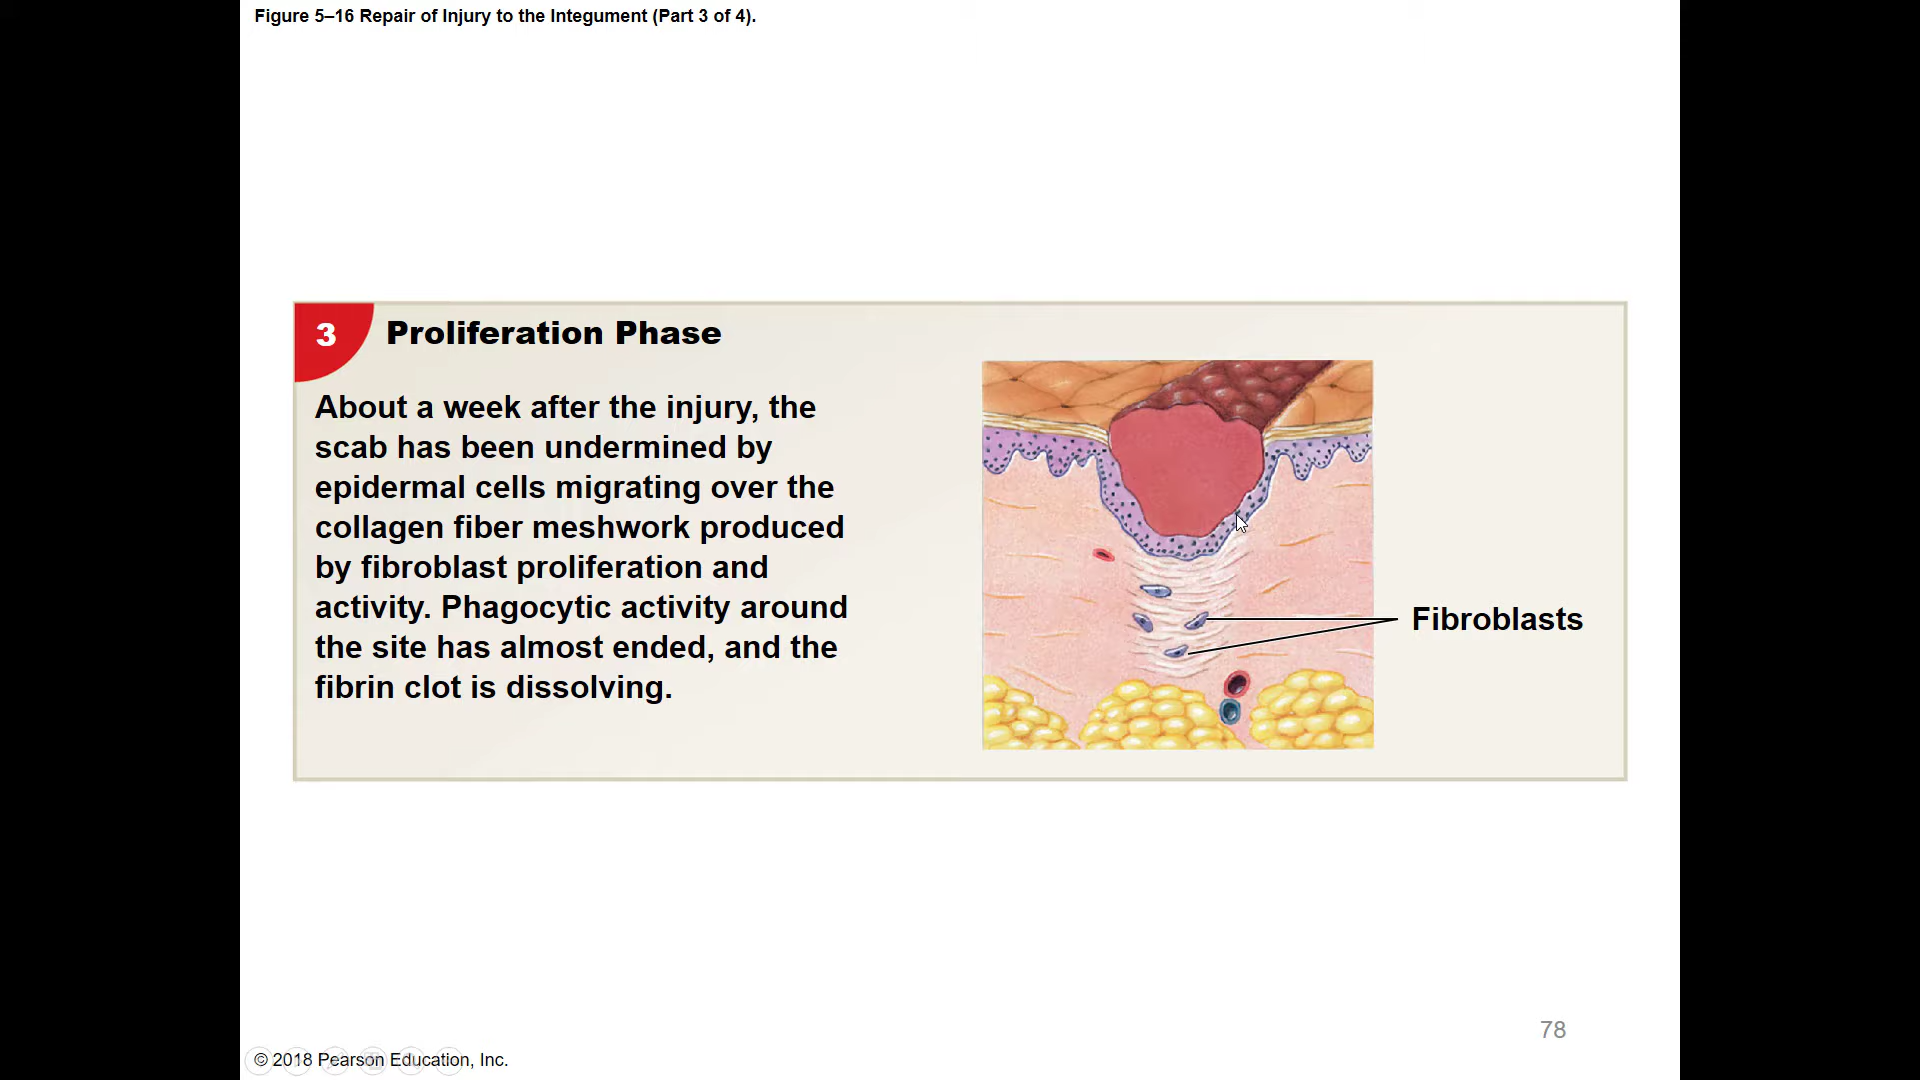 Figure 5–16 Repair of Injury to the Integument (Part 3 of 4).
3
Proliferation Phase
About a week after the injury, the
scab has been undermined by
epidermal cells migrating over the
collagen fiber meshwork produced
by fibroblast proliferation and
activity. Phagocytic activity around
the site has almost ended, and the
fibrin clot is dissolving.
Fibroblasts
78
© 2018 Pearson Education, Inc.